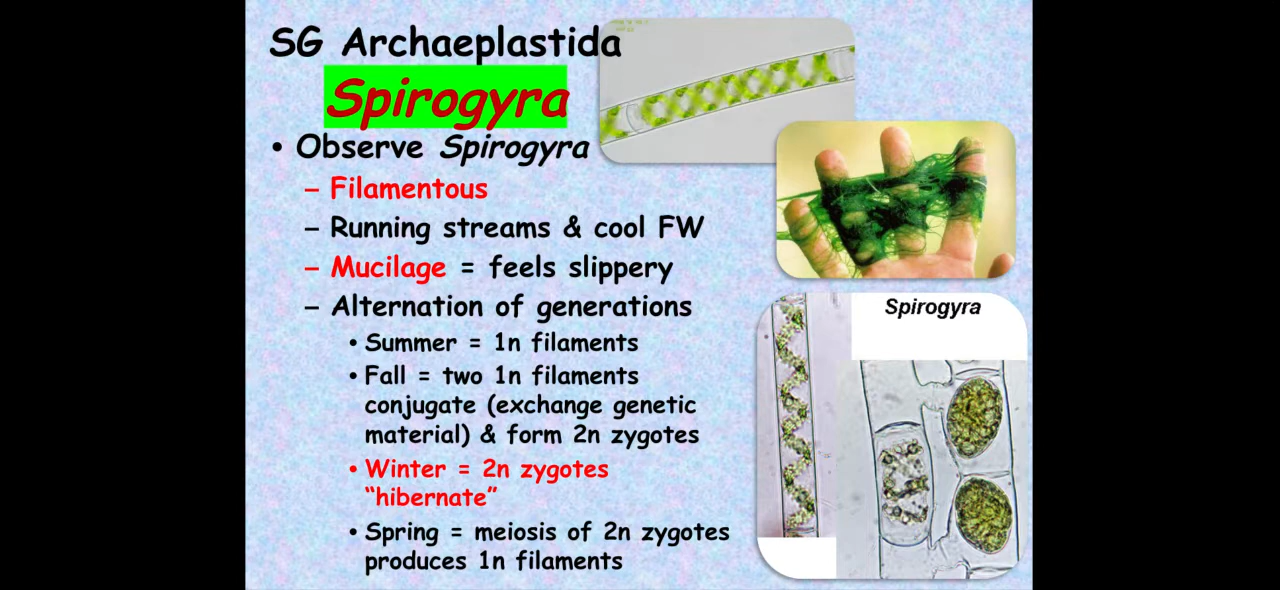 SG Archaeplastida
Spirogyra
• Observe Spirogyra
– Filamentous
– Running streams & cool FW
– Mucilage = feels slippery
– Alternation of generations
• Summer = 1n filaments
• Fall = two 1n filaments
conjugate (exchange genetic
material) & form 2n zygotes
• Winter = 2n zygotes
“hibernate”
• Spring = meiosis of 2n zygotes
produces 1n filaments
Spirogyra